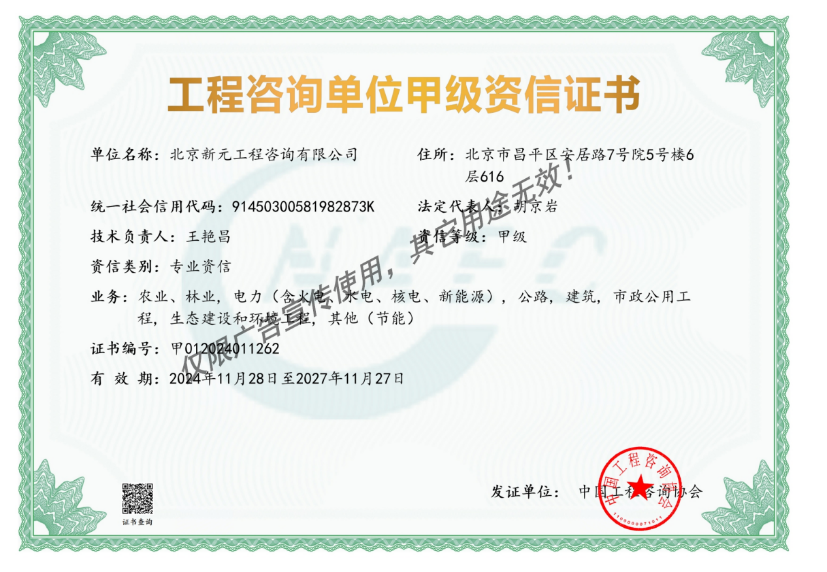 工程咨询单位甲级资信证书
单位名称：北京新元工程咨询有限公司
住所：北京市昌平区安居路7号院5号楼6
层616
统一社会信用代码：91450300581982873K
法定代表人：胡京岩
技术负责人：王艳昌
资信等级：甲级
资信类别：专业资信
业务：农业、林业，电力（含火电、水电、核电、新能源），公路，建筑，市政公用工
程，生态建设和环境工程，其他（节能）
证书编号：甲012024011262
有 效 期：2024年11月28日至2027年11月27日
仅限广告宣传使用，其它用途无效！
CNAEC
发证单位：中国工程咨询协会
中国工程咨询协会
证书查询